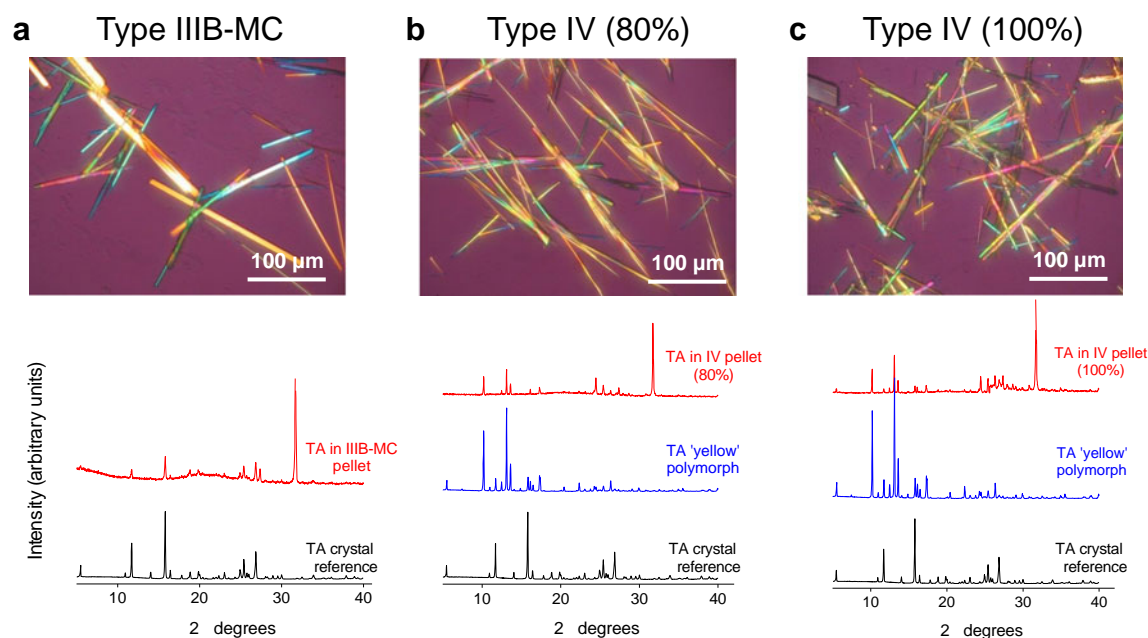 a Type IIIB-MC
b Type IV (80%)
c Type IV (100%)
100 µm
100 µm
100 µm
Intensity (arbitrary units)
TA in IIIB-MC
pellet
TA crystal
reference
10 20 30 40
2 degrees
TA in IV pellet
(80%)
TA 'yellow'
polymorph
TA crystal
reference
10 20 30 40
2 degrees
TA in IV pellet
(100%)
TA 'yellow'
polymorph
TA crystal
reference
10 20 30 40
2 degrees